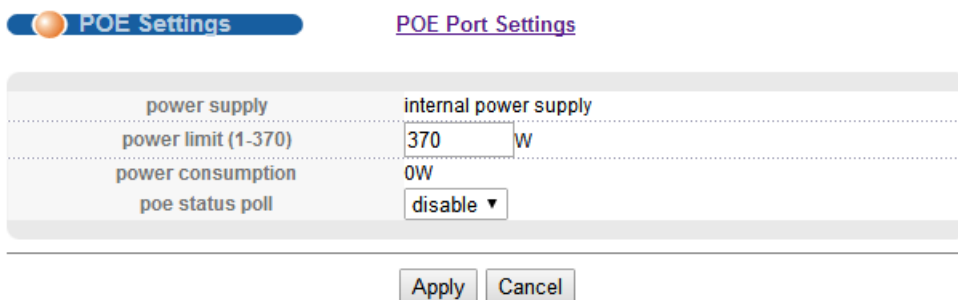 POE Settings POE Port Settings
power supply internal power supply
power limit (1-370) 370 W
power consumption 0W
poe status poll disable ▼
Apply Cancel